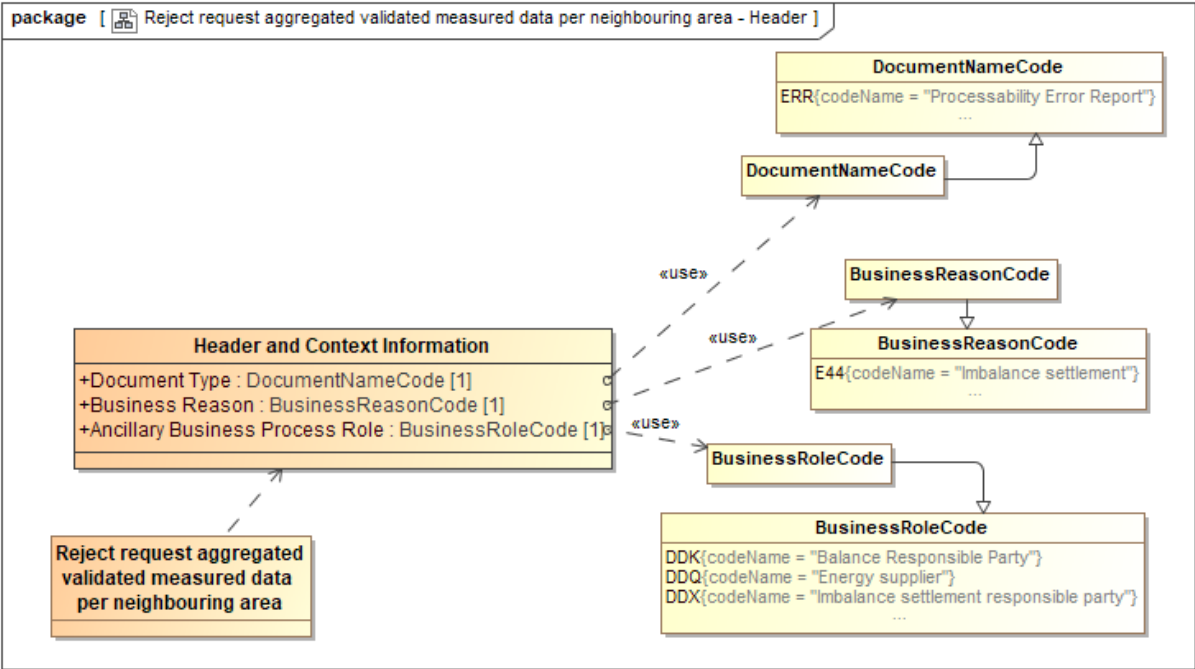 package [ Reject request aggregated validated measured data per neighbouring area - Header ]
DocumentNameCode
ERR{codeName = "Processability Error Report"}
...
DocumentNameCode
«use»
BusinessReasonCode
«use»
BusinessReasonCode
E44{codeName = "Imbalance settlement"}
...
Header and Context Information
+Document Type : DocumentNameCode [1]
+Business Reason : BusinessReasonCode [1]
+Ancillary Business Process Role : BusinessRoleCode [1]
«use»
BusinessRoleCode
BusinessRoleCode
DDK{codeName = "Balance Responsible Party"}
DDQ{codeName = "Energy supplier"}
DDX{codeName = "Imbalance settlement responsible party"}
...
Reject request aggregated
validated measured data
per neighbouring area